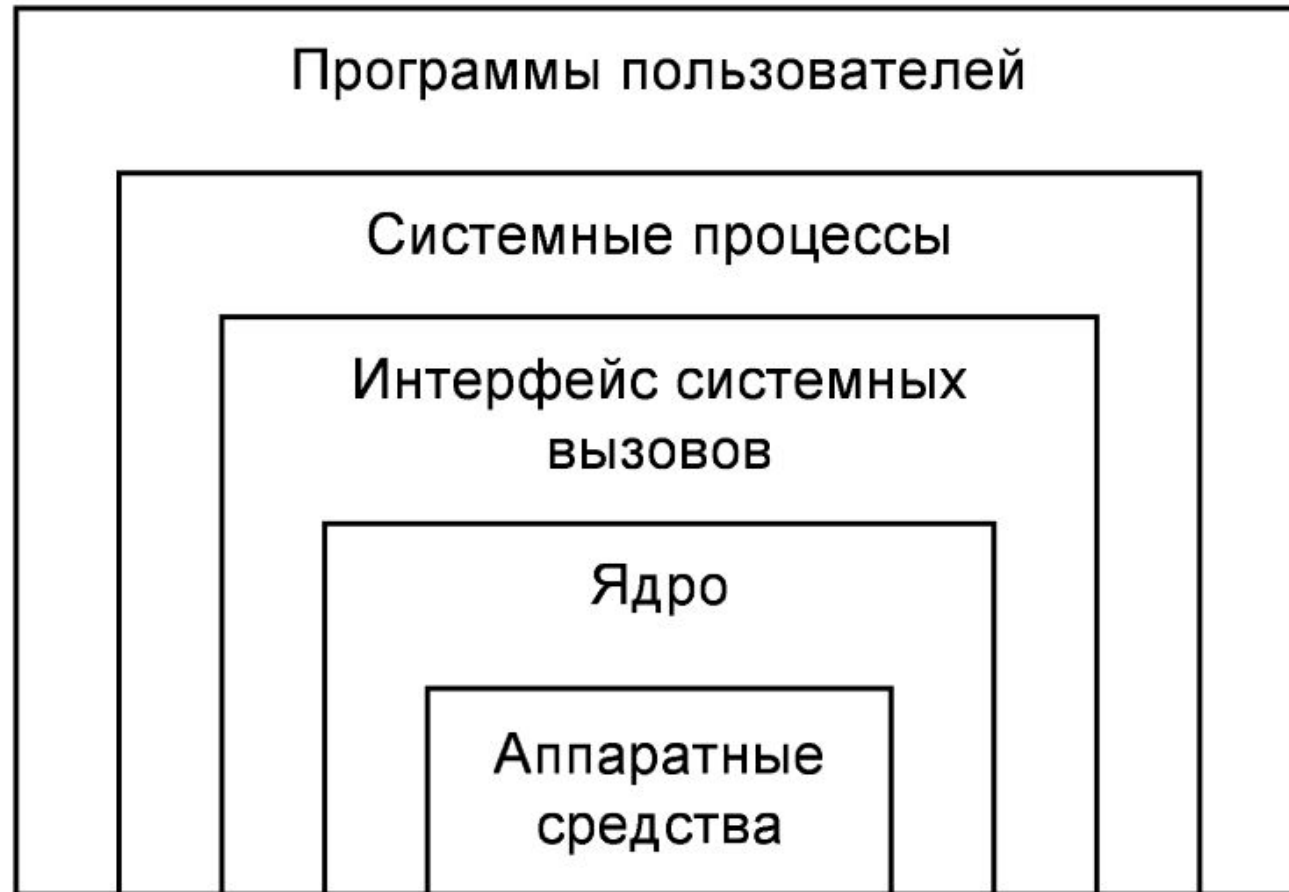 Программы пользователей
Системные процессы
Интерфейс системных
вызовов
Ядро
Аппаратные
средства